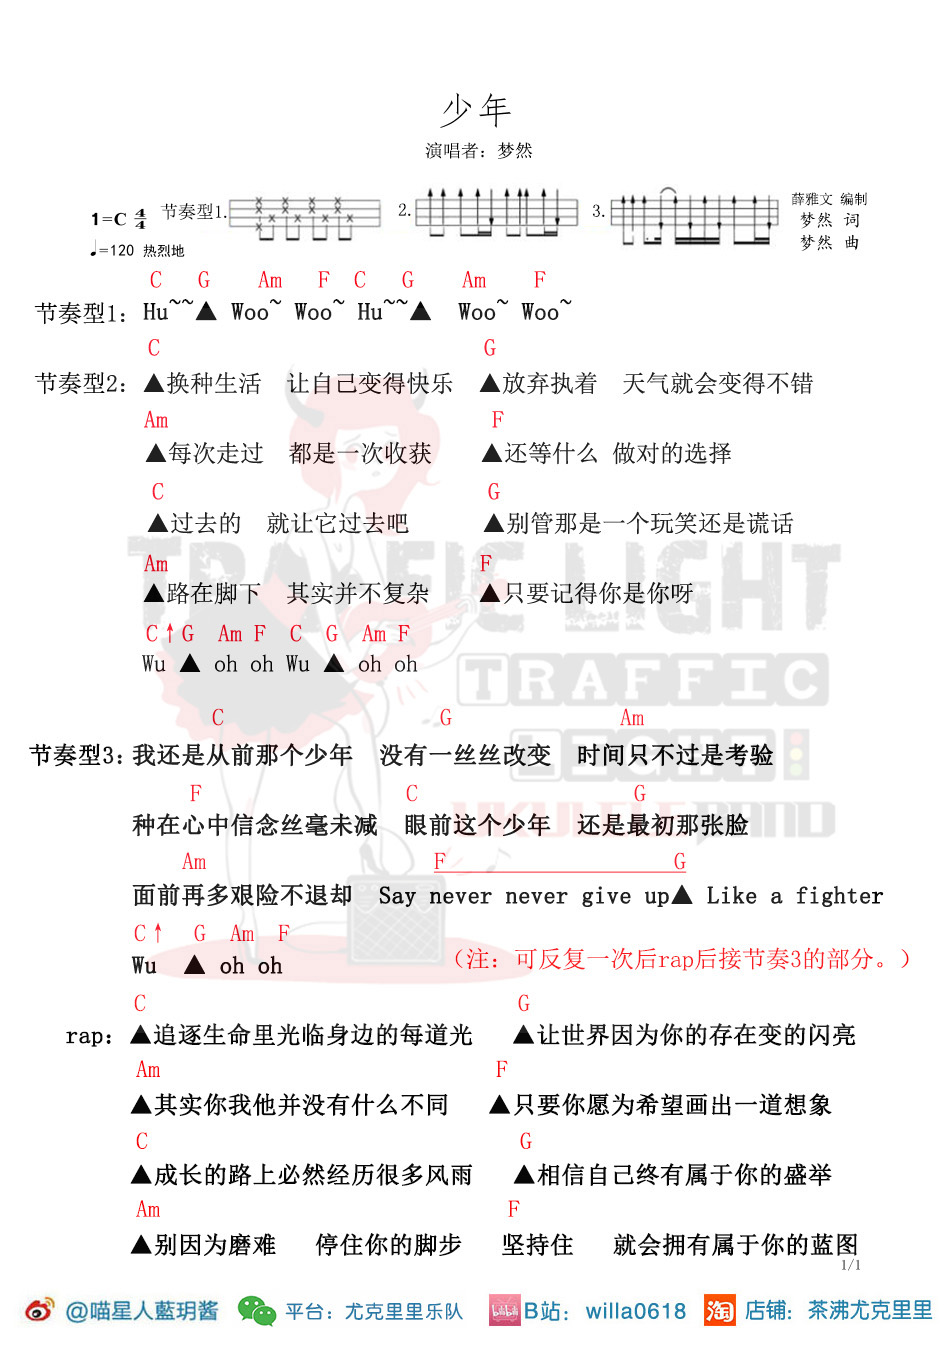 少年
演唱者：梦然
1=C 4/4 节奏型1. 2. 3. 薛雅文 编制
梦然 词
♩=120 热烈地 梦然 曲
C G Am F C G Am F
节奏型1：Hu~~▲ Woo~ Woo~ Hu~~▲ Woo~ Woo~
C G
节奏型2：▲换种生活 让自己变得快乐 ▲放弃执着 天气就会变得不错
Am F
▲每次走过 都是一次收获 ▲还等什么 做对的选择
C G
▲过去的 就让它过去吧 ▲别管那是一个玩笑还是谎话
Am F
▲路在脚下 其实并不复杂 ▲只要记得你是你呀
C↑G Am F C G Am F
Wu ▲ oh oh Wu ▲ oh oh
TRAFFIC LIGHT
TRAFFIC
LIGHT
UKULELE BAND
C G Am
节奏型3：我还是从前那个少年 没有一丝丝改变 时间只不过是考验
F C G
种在心中信念丝毫未减 眼前这个少年 还是最初那张脸
Am F G
面前再多艰险不退却 Say never never give up▲ Like a fighter
C↑ G Am F
Wu ▲ oh oh （注：可反复一次后rap后接节奏3的部分。）
C G
rap：▲追逐生命里光临身边的每道光 ▲让世界因为你的存在变的闪亮
Am F
▲其实你我他并没有什么不同 ▲只要你愿为希望画出一道想象
C G
▲成长的路上必然经历很多风雨 ▲相信自己终有属于你的盛举
Am F
▲别因为磨难 停住你的脚步 坚持住 就会拥有属于你的蓝图
1/1
@喵星人藍玥醬 平台：尤克里里乐队 bilibili B站：willa0618 淘 店铺：茶沸尤克里里